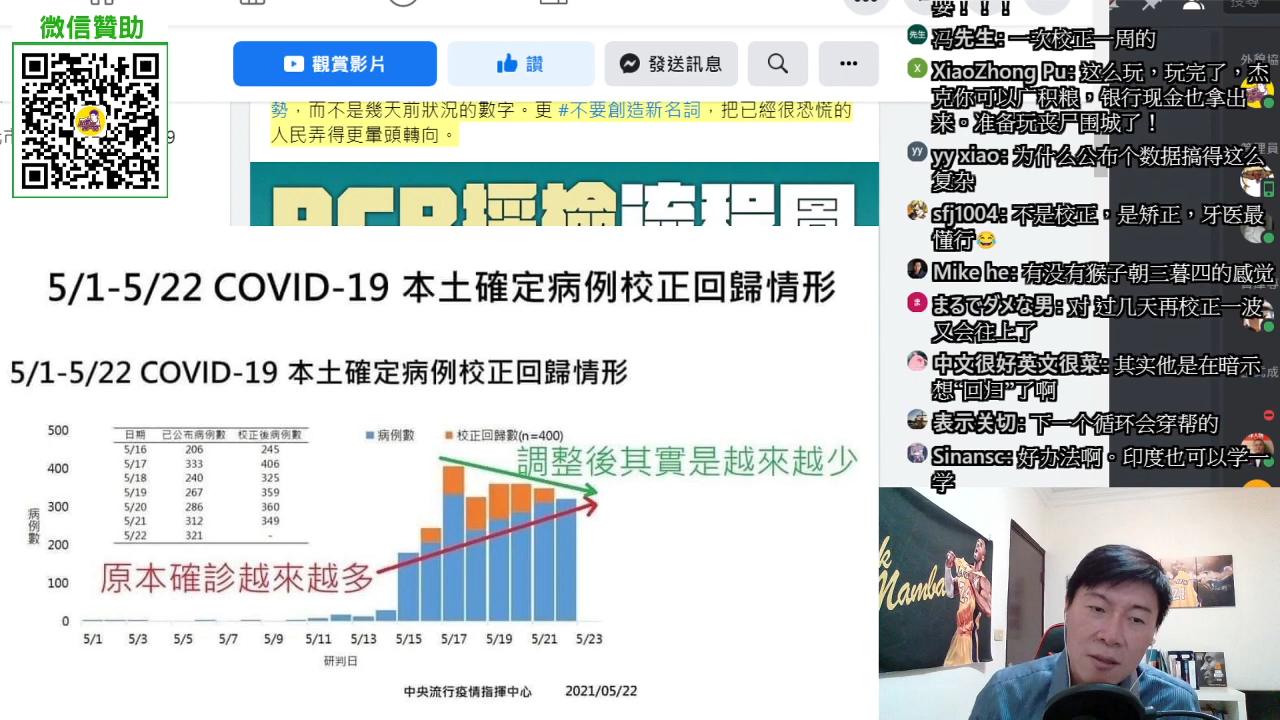 微信贊助
觀賞影片
讚
發送訊息
勢，而不是幾天前狀況的數字。更 #不要創造新名詞，把已經很恐慌的
人民弄得更暈頭轉向。
PCR採檢流程圖
5/1-5/22 COVID-19 本土確定病例校正回歸情形
5/1-5/22 COVID-19 本土確定病例校正回歸情形
日期 已公布病例數 校正後病例數
5/16 206 245
5/17 333 406
5/18 240 325
5/19 267 359
5/20 286 360
5/21 312 349
5/22 321 -
病例數 校正回歸數(n=400)
調整後其實是越來越少
原本確診越來越多
病例數
500
400
300
200
100
0
5/1 5/3 5/5 5/7 5/9 5/11 5/13 5/15 5/17 5/19 5/21 5/23
研判日
中央流行疫情指揮中心 2021/05/22
要！！！
冯先生: 一次校正一周的
XiaoZhong Pu: 这么玩，玩完了，杰
克你可以广积粮，银行现金也拿出
来。准备玩丧尸围城了！
yy xiao: 为什么公布个数据搞得这么
复杂
sfj1004: 不是校正，是矫正，牙医最
懂行😂
Mike he: 有没有猴子朝三暮四的感觉
まるでダメな男: 对 过几天再校正一波
又会往上了
中文很好英文很菜: 其实他是在暗示
想“回归”了啊
表示关切: 下一个循环会穿帮的
Sinansc: 好办法啊。印度也可以学一
学
Mamba